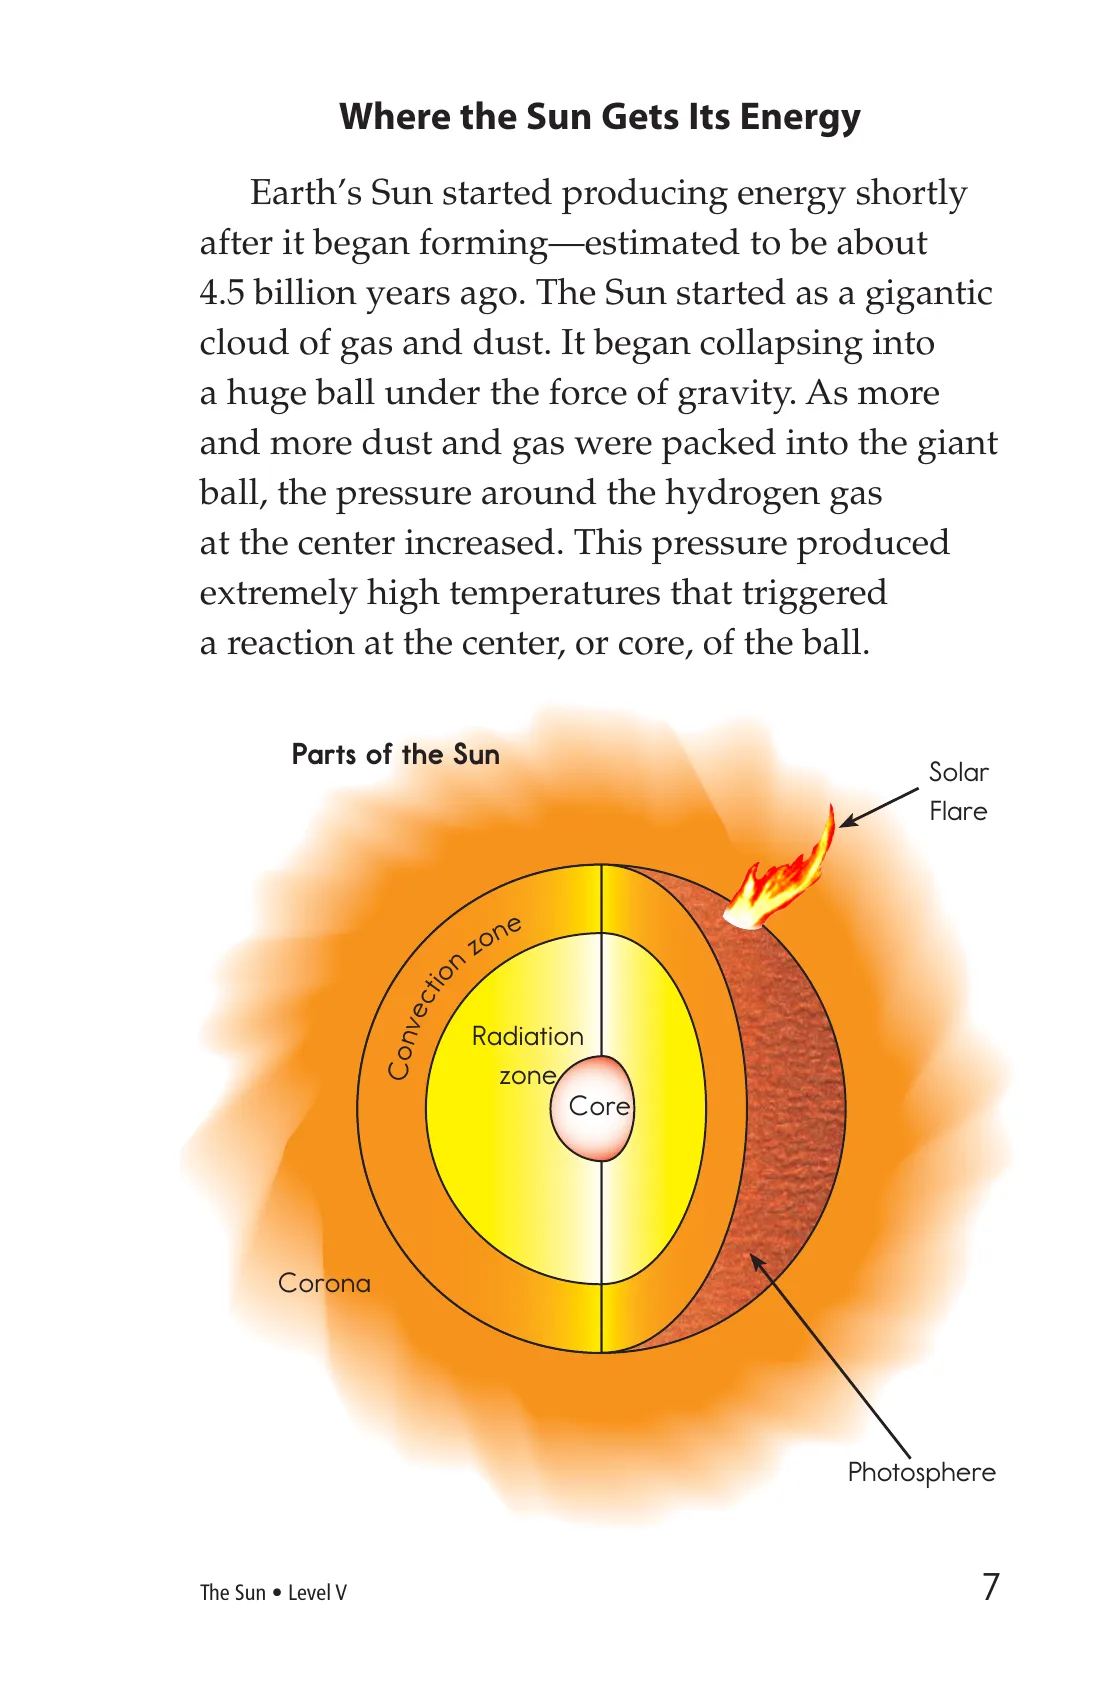 Where the Sun Gets Its Energy
Earth’s Sun started producing energy shortly
after it began forming—estimated to be about
4.5 billion years ago. The Sun started as a gigantic
cloud of gas and dust. It began collapsing into
a huge ball under the force of gravity. As more
and more dust and gas were packed into the giant
ball, the pressure around the hydrogen gas
at the center increased. This pressure produced
extremely high temperatures that triggered
a reaction at the center, or core, of the ball.
Parts of the Sun
Solar
Flare
Convection zone
Radiation
zone
Core
Corona
Photosphere
The Sun • Level V
7